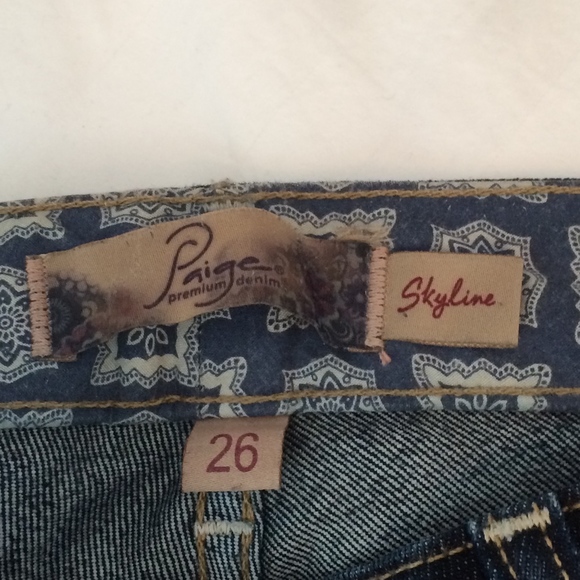 Paige
premium denim
Skyline
26